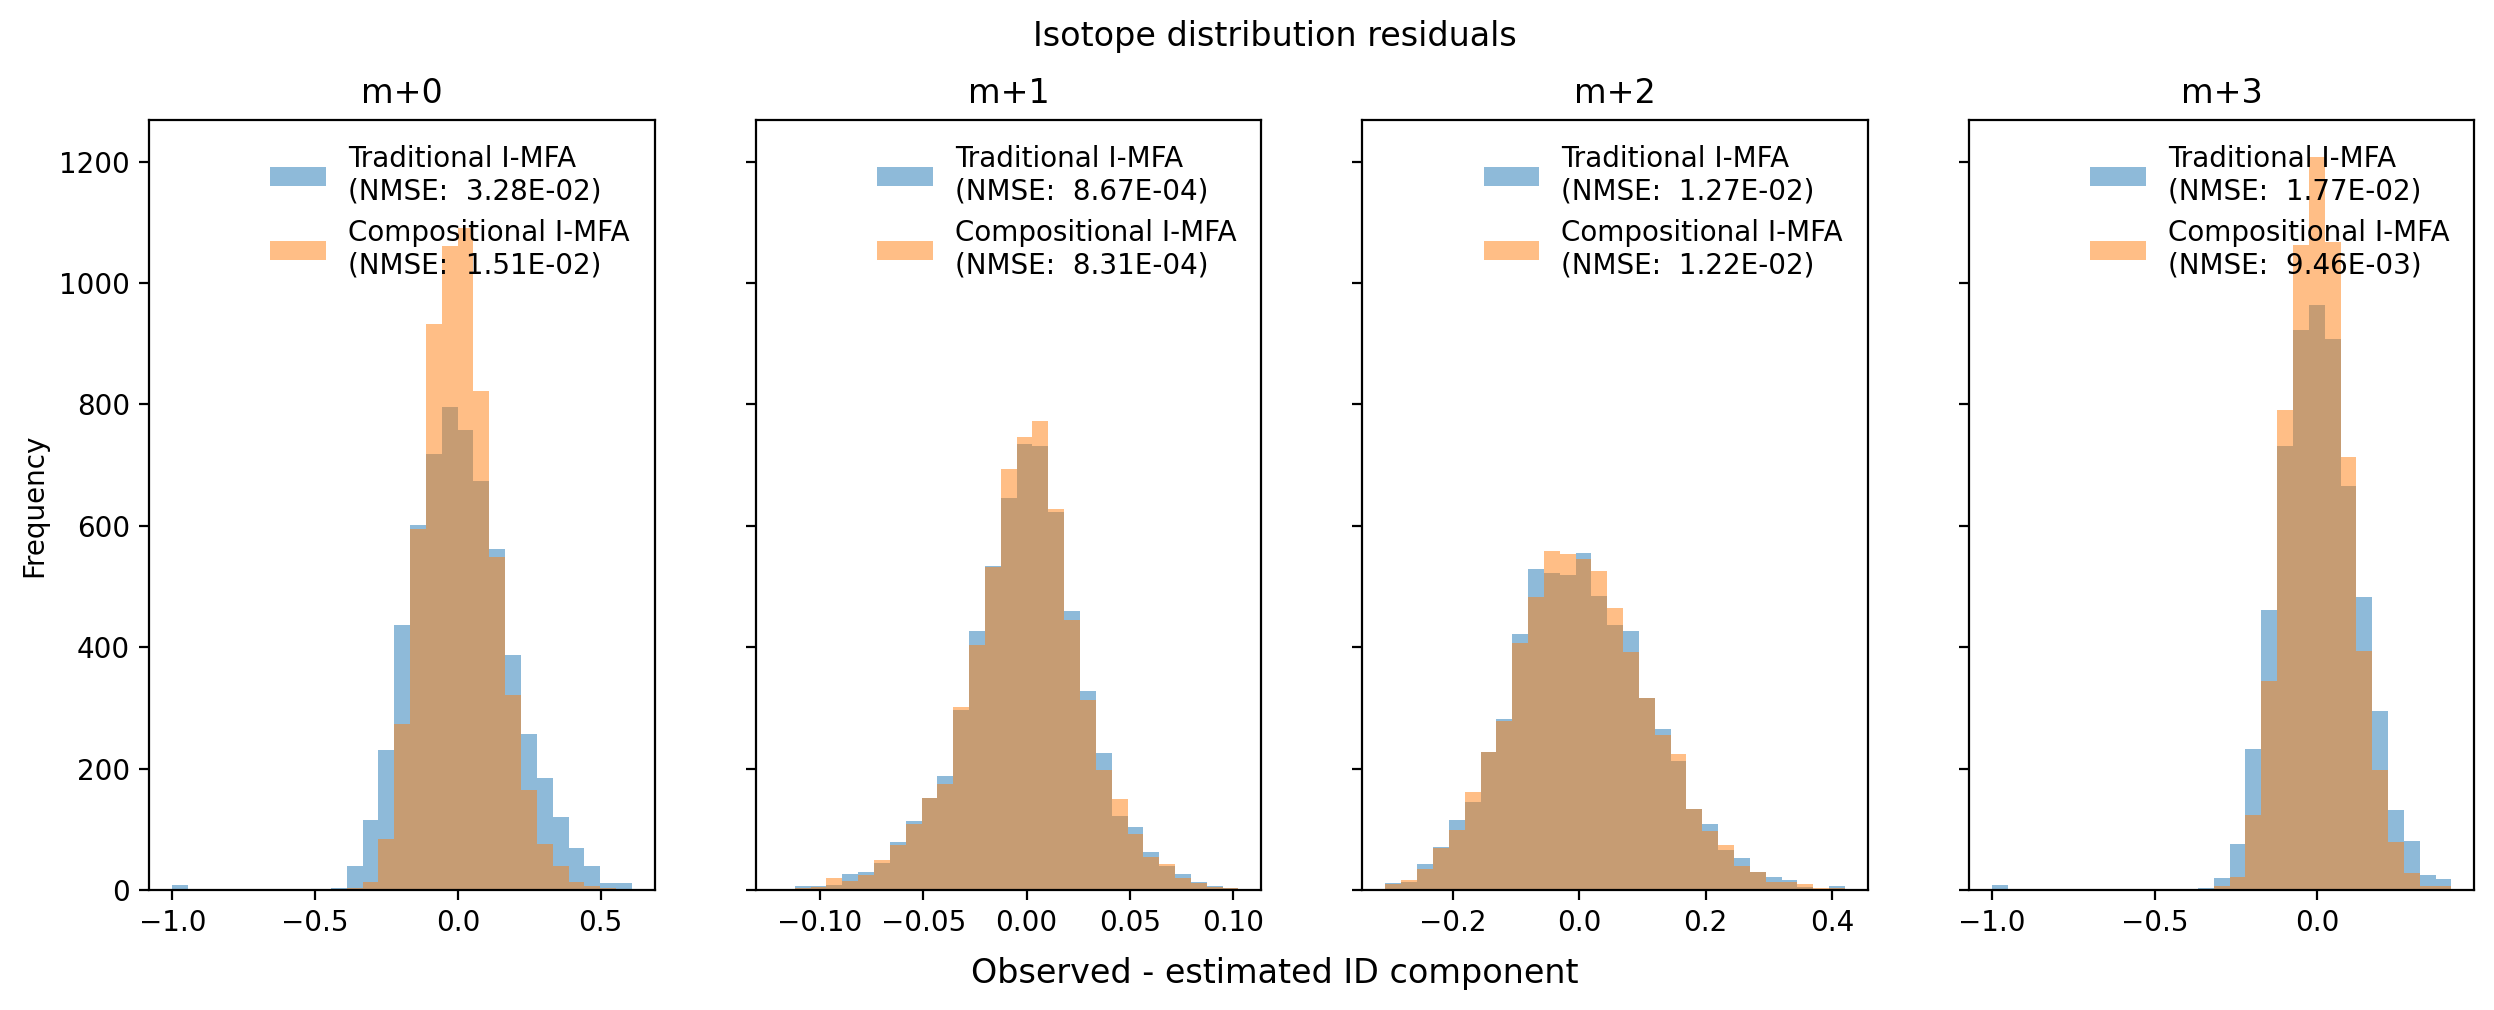 Isotope distribution residuals
m+0
Traditional I-MFA
(NMSE: 3.28E-02)
Compositional I-MFA
(NMSE: 1.51E-02)
1200
1000
800
600
400
200
0
Frequency
−1.0 −0.5 0.0 0.5
m+1
Traditional I-MFA
(NMSE: 8.67E-04)
Compositional I-MFA
(NMSE: 8.31E-04)
−0.10 −0.05 0.00 0.05 0.10
m+2
Traditional I-MFA
(NMSE: 1.27E-02)
Compositional I-MFA
(NMSE: 1.22E-02)
−0.2 0.0 0.2 0.4
m+3
Traditional I-MFA
(NMSE: 1.77E-02)
Compositional I-MFA
(NMSE: 9.46E-03)
−1.0 −0.5 0.0
Observed - estimated ID component